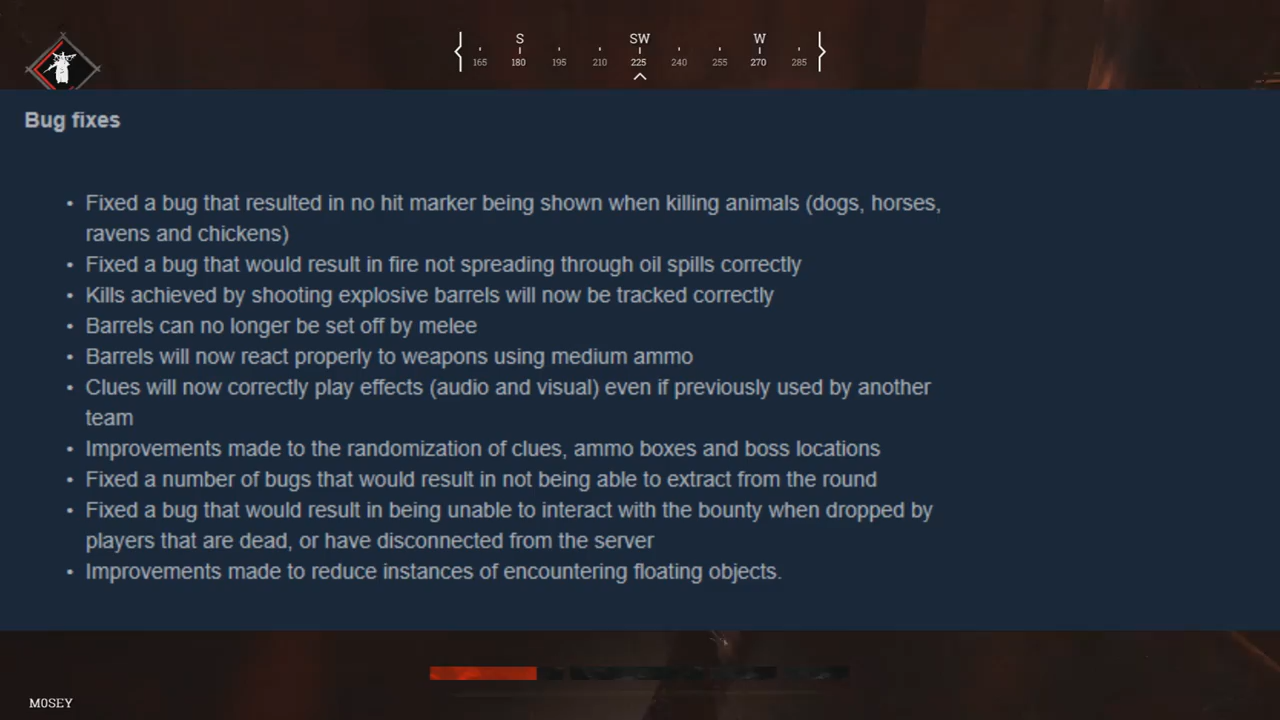 S SW W
165 180 195 210 225 240 255 270 285
Bug fixes
• Fixed a bug that resulted in no hit marker being shown when killing animals (dogs, horses,
ravens and chickens)
• Fixed a bug that would result in fire not spreading through oil spills correctly
• Kills achieved by shooting explosive barrels will now be tracked correctly
• Barrels can no longer be set off by melee
• Barrels will now react properly to weapons using medium ammo
• Clues will now correctly play effects (audio and visual) even if previously used by another
team
• Improvements made to the randomization of clues, ammo boxes and boss locations
• Fixed a number of bugs that would result in not being able to extract from the round
• Fixed a bug that would result in being unable to interact with the bounty when dropped by
players that are dead, or have disconnected from the server
• Improvements made to reduce instances of encountering floating objects.
M0SEY